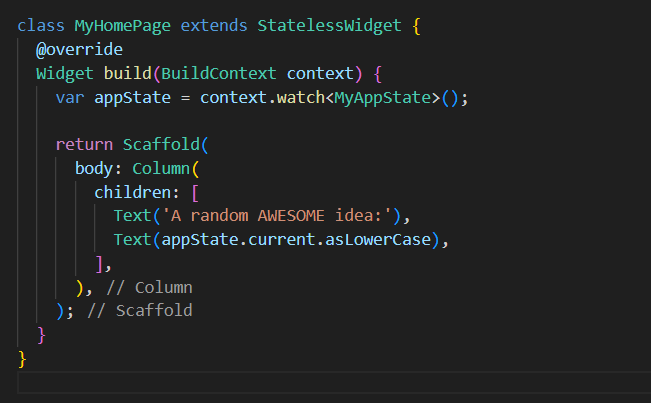 class MyHomePage extends StatelessWidget {
  @override
  Widget build(BuildContext context) {
    var appState = context.watch<MyAppState>();

    return Scaffold(
      body: Column(
        children: [
          Text('A random AWESOME idea:'),
          Text(appState.current.asLowerCase),
        ],
      ), // Column
    ); // Scaffold
  }
}